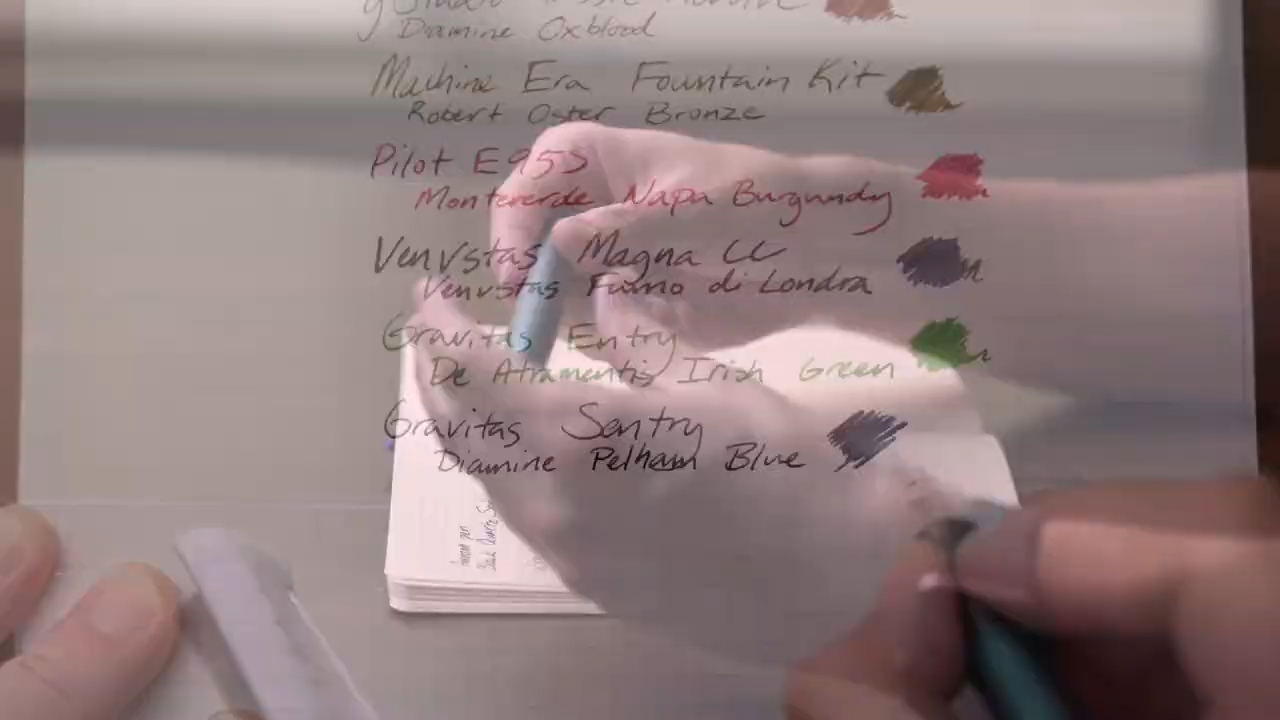 Diamine Oxblood
Machine Era Fountain Kit
Robert Oster Bronze
Pilot E95S
Monteverde Napa Burgundy
Venvstas Magna CC
Venvstas Fumo di Londra
Gravitas Entry
De Atramentis Irish Green
Gravitas Sentry
Diamine Pelham Blue